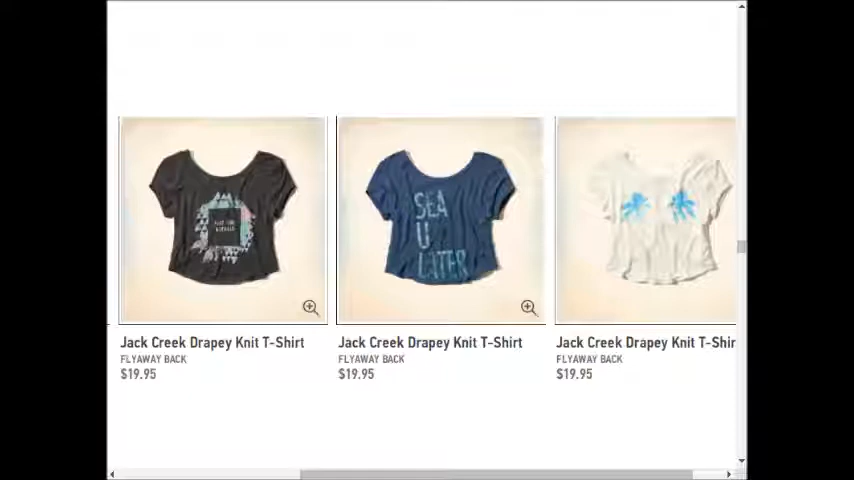 SEA
U
LATER
Jack Creek Drapey Knit T-Shirt
FLYAWAY BACK
$19.95
Jack Creek Drapey Knit T-Shirt
FLYAWAY BACK
$19.95
Jack Creek Drapey Knit T-Shir
FLYAWAY BACK
$19.95